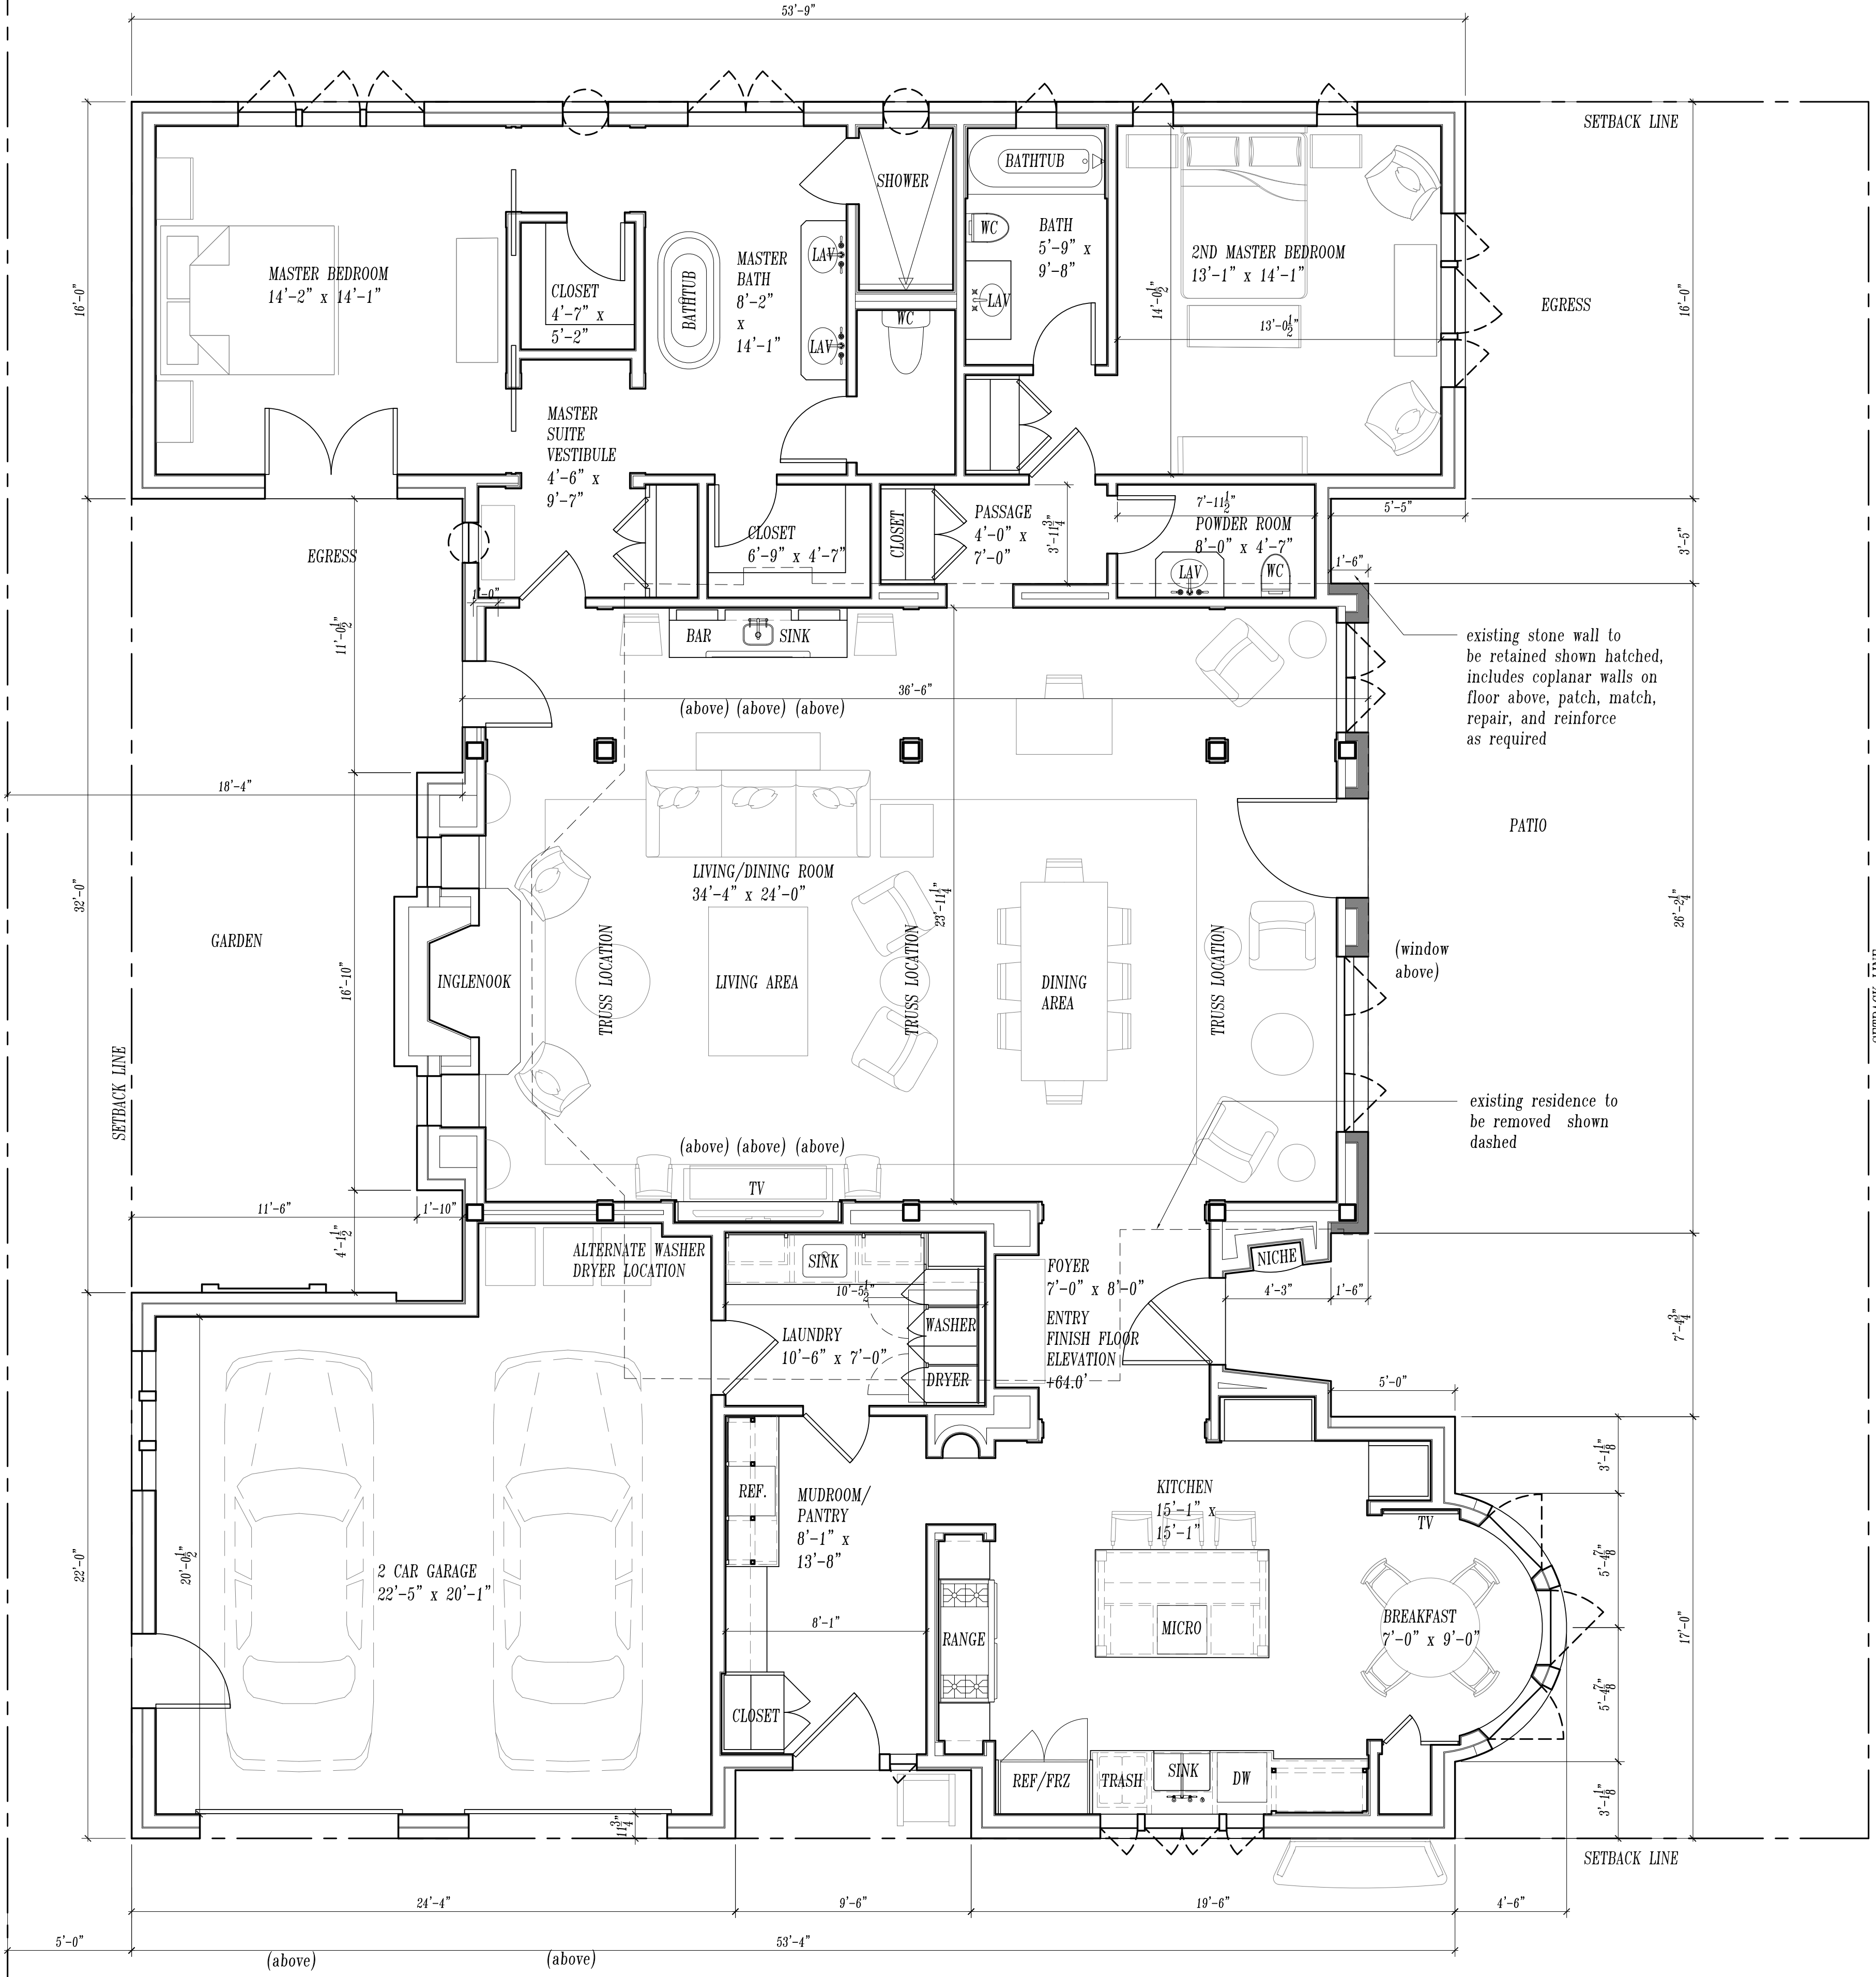 53'-9"
SETBACK LINE
SHOWER
BATHTUB
WC
BATH
5'-9" x
9'-8"
LAV
2ND MASTER BEDROOM
13'-1" x 14'-1"
14'-0½"
13'-0½"
EGRESS
16'-0"
16'-0"
MASTER BEDROOM
14'-2" x 14'-1"
CLOSET
4'-7" x
5'-2"
BATHTUB
MASTER
BATH
8'-2"
x
14'-1"
LAV
LAV
WC
MASTER
SUITE
VESTIBULE
4'-6" x
9'-7"
CLOSET
6'-9" x 4'-7"
CLOSET
PASSAGE
4'-0" x
7'-0"
3'-11¾"
7'-11½"
POWDER ROOM
8'-0" x 4'-7"
LAV
WC
5'-5"
3'-5"
1'-6"
EGRESS
1'-0"
11'-0½"
BAR
SINK
existing stone wall to
be retained shown hatched,
includes coplanar walls on
floor above, patch, match,
repair, and reinforce
as required
36'-6"
(above) (above) (above)
18'-4"
PATIO
32'-0"
LIVING/DINING ROOM
34'-4" x 24'-0"
23'-11¼"
26'-2¼"
GARDEN
16'-10"
INGLENOOK
TRUSS LOCATION
LIVING AREA
TRUSS LOCATION
DINING
AREA
TRUSS LOCATION
(window
above)
SETBACK LINE
SETBACK LINE
existing residence to
be removed shown
dashed
(above) (above) (above)
TV
11'-6"
1'-10"
4'-1½"
ALTERNATE WASHER
DRYER LOCATION
SINK
10'-5½"
LAUNDRY
10'-6" x 7'-0"
WASHER
DRYER
FOYER
7'-0" x 8'-0"
ENTRY
FINISH FLOOR
ELEVATION
+64.0'
NICHE
4'-3"
1'-6"
7'-4¾"
5'-0"
3'-1⅛"
REF.
MUDROOM/
PANTRY
8'-1" x
13'-8"
KITCHEN
15'-1" x
15'-1"
TV
5'-4⅞"
22'-0"
20'-0½"
2 CAR GARAGE
22'-5" x 20'-1"
8'-1"
RANGE
MICRO
BREAKFAST
7'-0" x 9'-0"
17'-0"
5'-4⅞"
CLOSET
REF/FRZ
TRASH
SINK
DW
3'-1⅛"
11¾"
SETBACK LINE
24'-4"
9'-6"
19'-6"
4'-6"
5'-0"
53'-4"
(above)
(above)